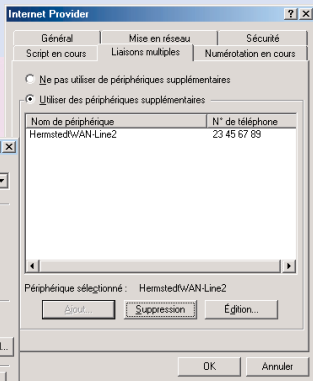 Internet Provider
Général Mise en réseau Sécurité
Script en cours Liaisons multiples Numérotation en cours
Ne pas utiliser de périphériques supplémentaires
Utiliser des périphériques supplémentaires
Nom de périphérique N° de téléphone
HermstedtWAN-Line2 23 45 67 89
Périphérique sélectionné : HermstedtWAN-Line2
Ajout... Suppression Édition...
OK Annuler